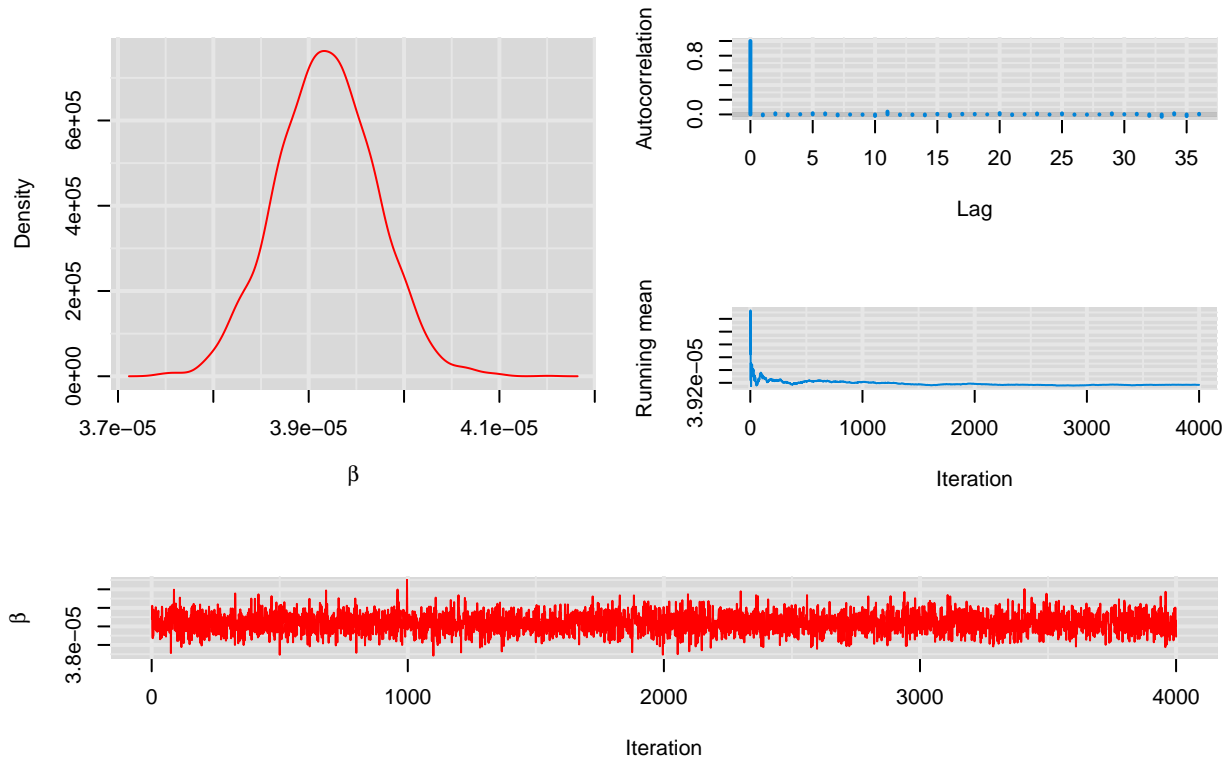 Density
0e+00 2e+05 4e+05 6e+05
3.7e−05 3.9e−05 4.1e−05
β
Autocorrelation
0.0 0.8
0 5 10 15 20 25 30 35
Lag
Running mean
3.92e−05
0 1000 2000 3000 4000
Iteration
β
3.8e−05
0 1000 2000 3000 4000
Iteration